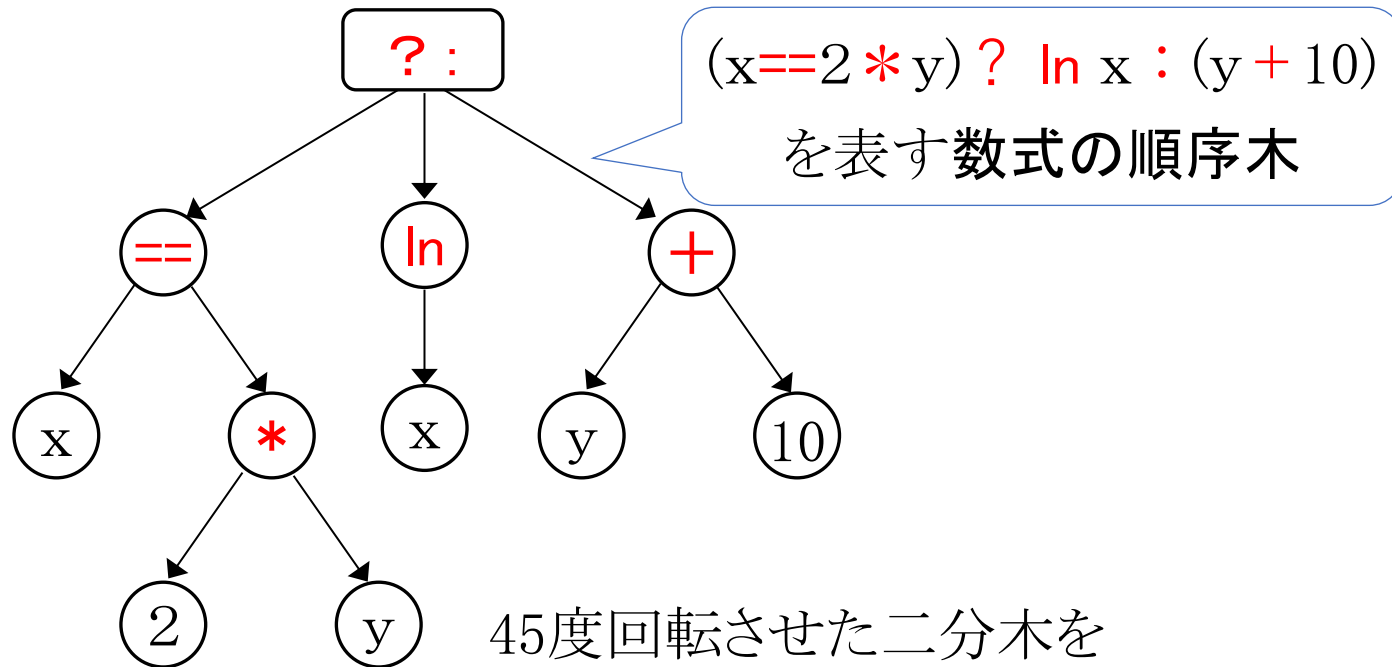 ? :
(x==2*y)? ln x : (y+10)
を表す数式の順序木
== ln +
x * x y 10
2 y
45度回転させた二分木を